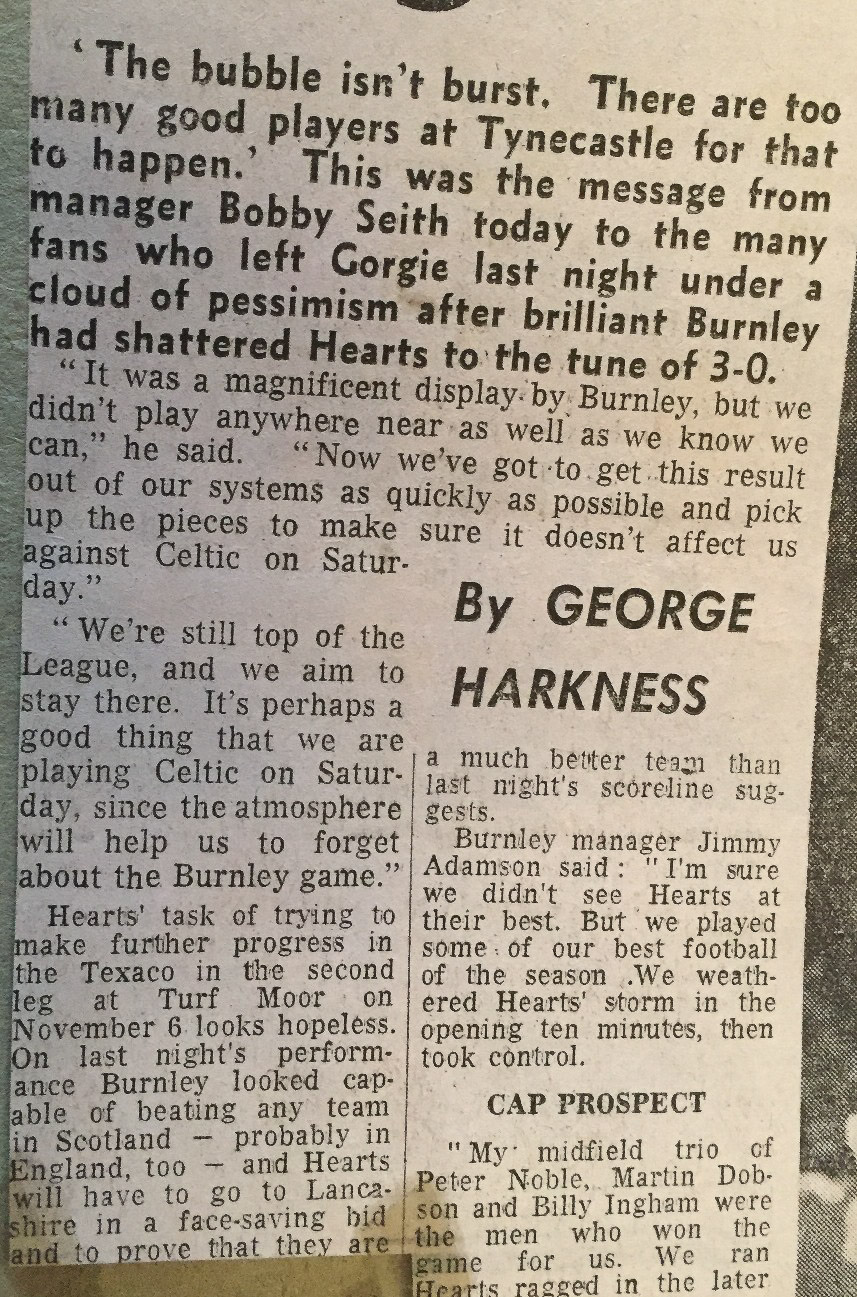 ‘The bubble isn’t burst. There are too
many good players at Tynecastle for that
to happen.’ This was the message from
manager Bobby Seith today to the many
fans who left Gorgie last night under a
cloud of pessimism after brilliant Burnley
had shattered Hearts to the tune of 3-0.
“It was a magnificent display by Burnley, but we
didn’t play anywhere near as well as we know we
can,” he said. “Now we’ve got to get this result
out of our systems as quickly as possible and pick
up the pieces to make sure it doesn’t affect us
against Celtic on Satur-
day.”
“We’re still top of the
League, and we aim to
stay there. It’s perhaps a
good thing that we are
playing Celtic on Satur-
day, since the atmosphere
will help us to forget
about the Burnley game.”
Hearts' task of trying to
make further progress in
the Texaco in the second
leg at Turf Moor on
November 6 looks hopeless.
On last night's perform-
ance Burnley looked cap-
able of beating any team
in Scotland — probably in
England, too — and Hearts
will have to go to Lanca-
shire in a face-saving bid
and to prove that they are
By GEORGE
HARKNESS
a much better team than
last night's scoreline sug-
gests.
Burnley manager Jimmy
Adamson said: "I'm sure
we didn't see Hearts at
their best. But we played
some of our best football
of the season .We weath-
ered Hearts' storm in the
opening ten minutes, then
took control.
CAP PROSPECT
"My midfield trio of
Peter Noble, Martin Dob-
son and Billy Ingham were
the men who won the
game for us. We ran
Hearts ragged in the later